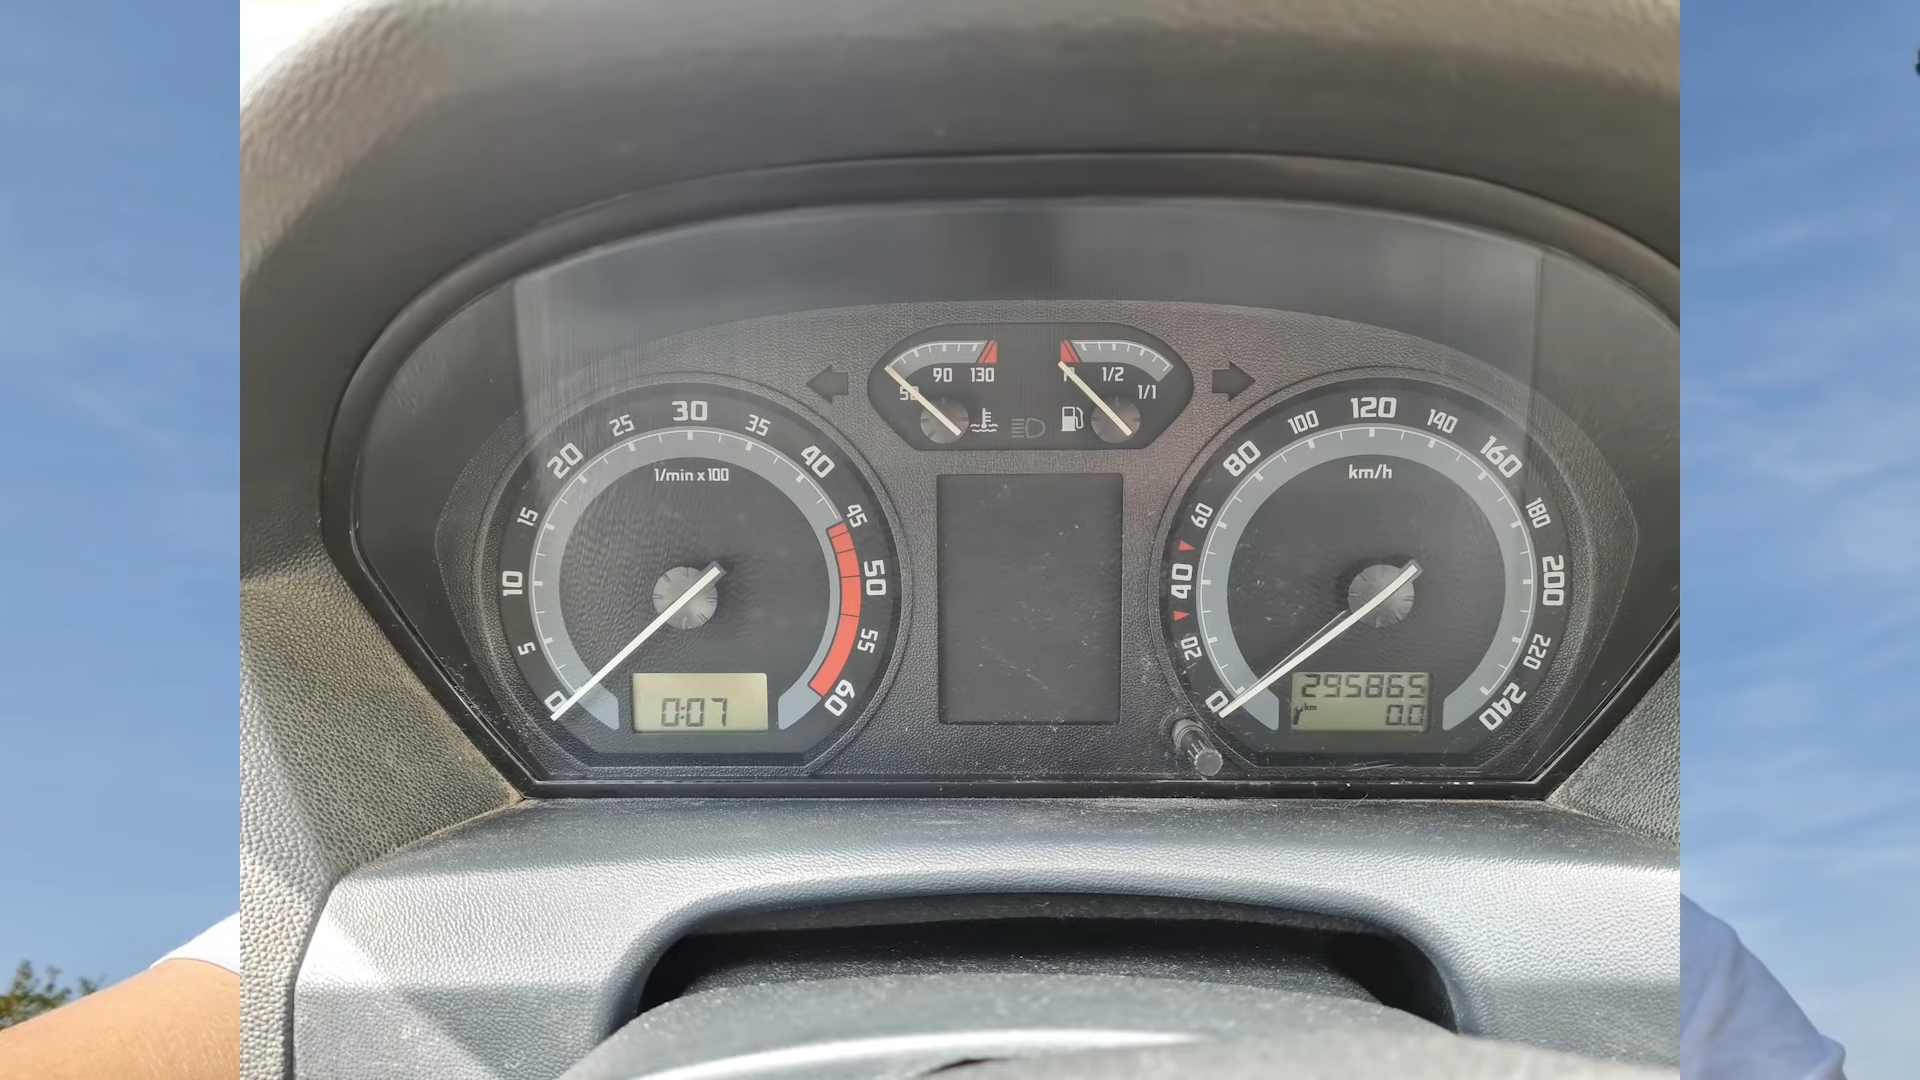 90 130
50
1/2
1/1
5 10 15 20 25 30 35 40 45 50 55 60
0
1/min x 100
0:07
0 20 40 60 80 100 120 140 160 180 200 220 240
km/h
295865
km 0.0